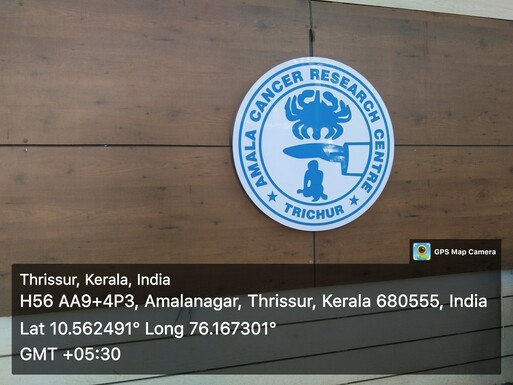 AMALA CANCER RESEARCH CENTRE
TRICHUR
GPS Map Camera
Thrissur, Kerala, India
H56 AA9+4P3, Amalanagar, Thrissur, Kerala 680555, India
Lat 10.562491° Long 76.167301°
GMT +05:30